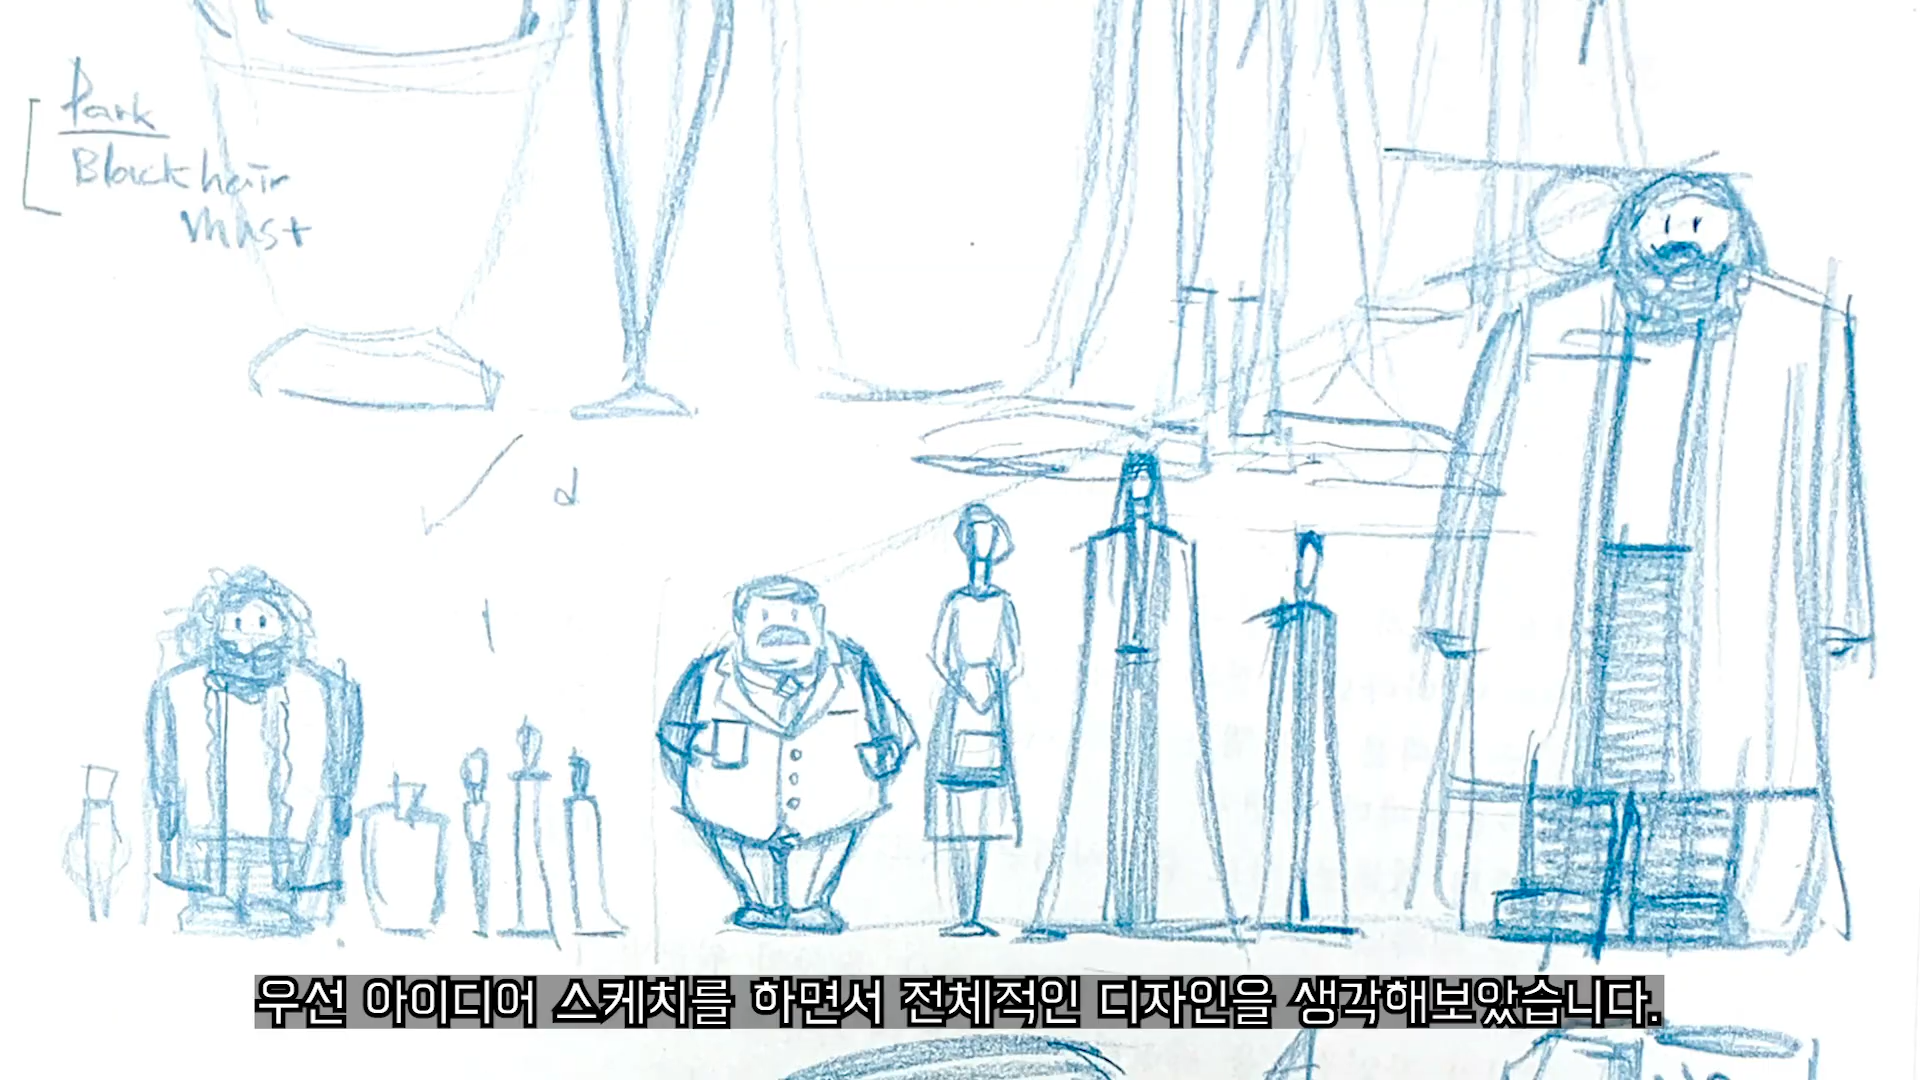 Park
Black hair
must
d
우선 아이디어 스케치를 하면서 전체적인 디자인을 생각해보았습니다.